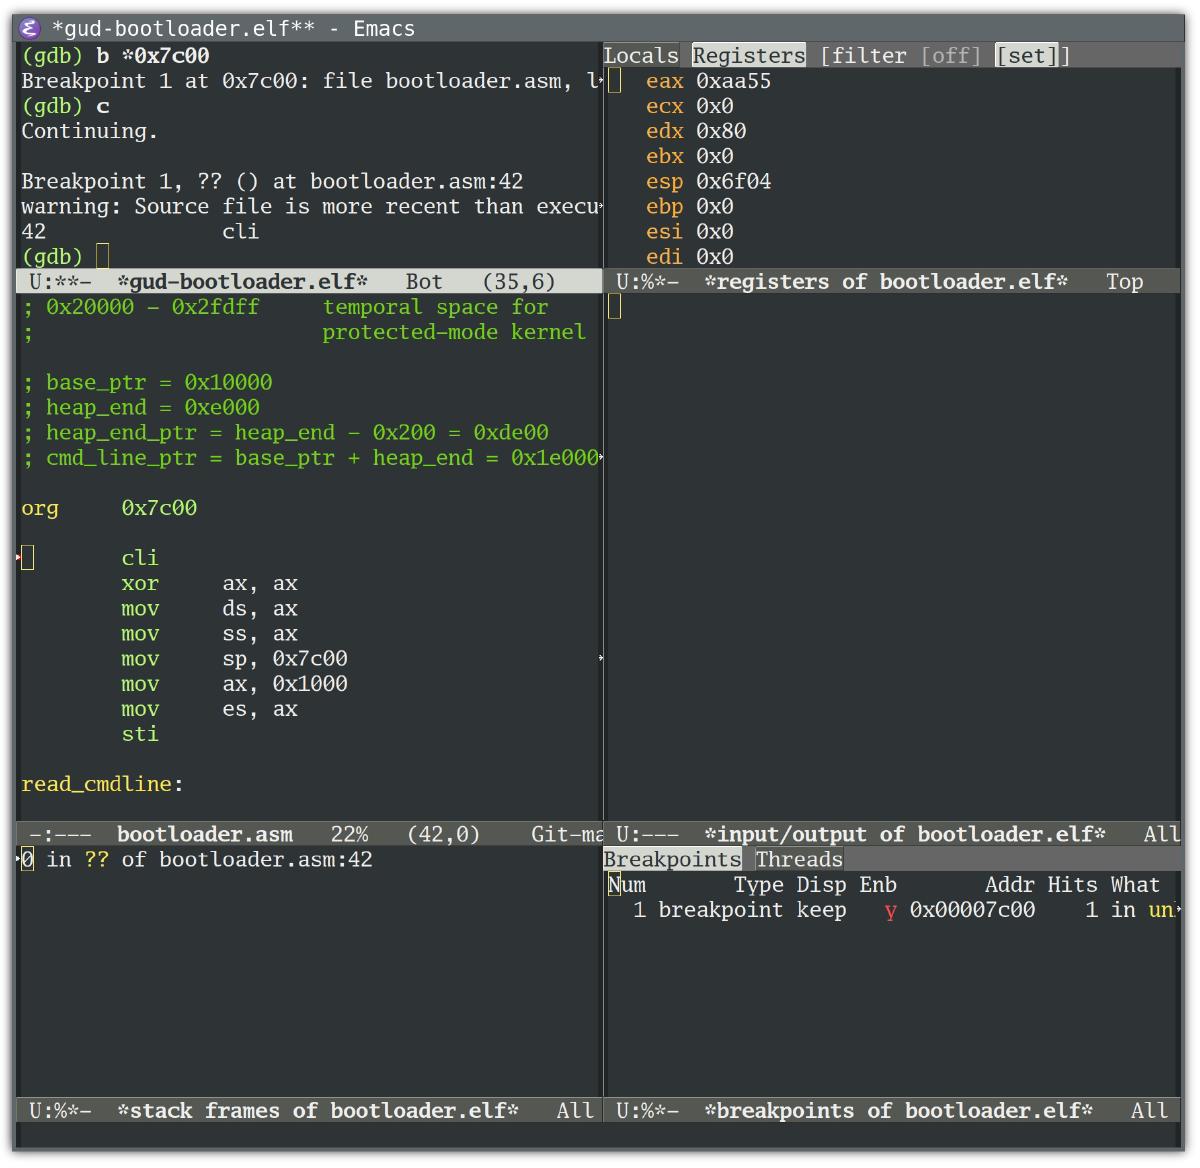 *gud-bootloader.elf** - Emacs
(gdb) b *0x7c00
Breakpoint 1 at 0x7c00: file bootloader.asm, l
(gdb) c
Continuing.
Breakpoint 1, ?? () at bootloader.asm:42
warning: Source file is more recent than execu
42 cli
(gdb)
U:**- *gud-bootloader.elf* Bot (35,6)
Locals Registers [filter [off] [set]]
eax 0xaa55
ecx 0x0
edx 0x80
ebx 0x0
esp 0x6f04
ebp 0x0
esi 0x0
edi 0x0
U:%*- *registers of bootloader.elf* Top
; 0x20000 - 0x2fdff temporal space for
; protected-mode kernel
; base_ptr = 0x10000
; heap_end = 0xe000
; heap_end_ptr = heap_end - 0x200 = 0xde00
; cmd_line_ptr = base_ptr + heap_end = 0x1e000
org 0x7c00
cli
xor ax, ax
mov ds, ax
mov ss, ax
mov sp, 0x7c00
mov ax, 0x1000
mov es, ax
sti
read_cmdline:
-:--- bootloader.asm 22% (42,0) Git-ma
U:--- *input/output of bootloader.elf* All
0 in ?? of bootloader.asm:42
U:%*- *stack frames of bootloader.elf* All
Breakpoints Threads
Num Type Disp Enb Addr Hits What
1 breakpoint keep y 0x00007c00 1 in un
U:%*- *breakpoints of bootloader.elf* All